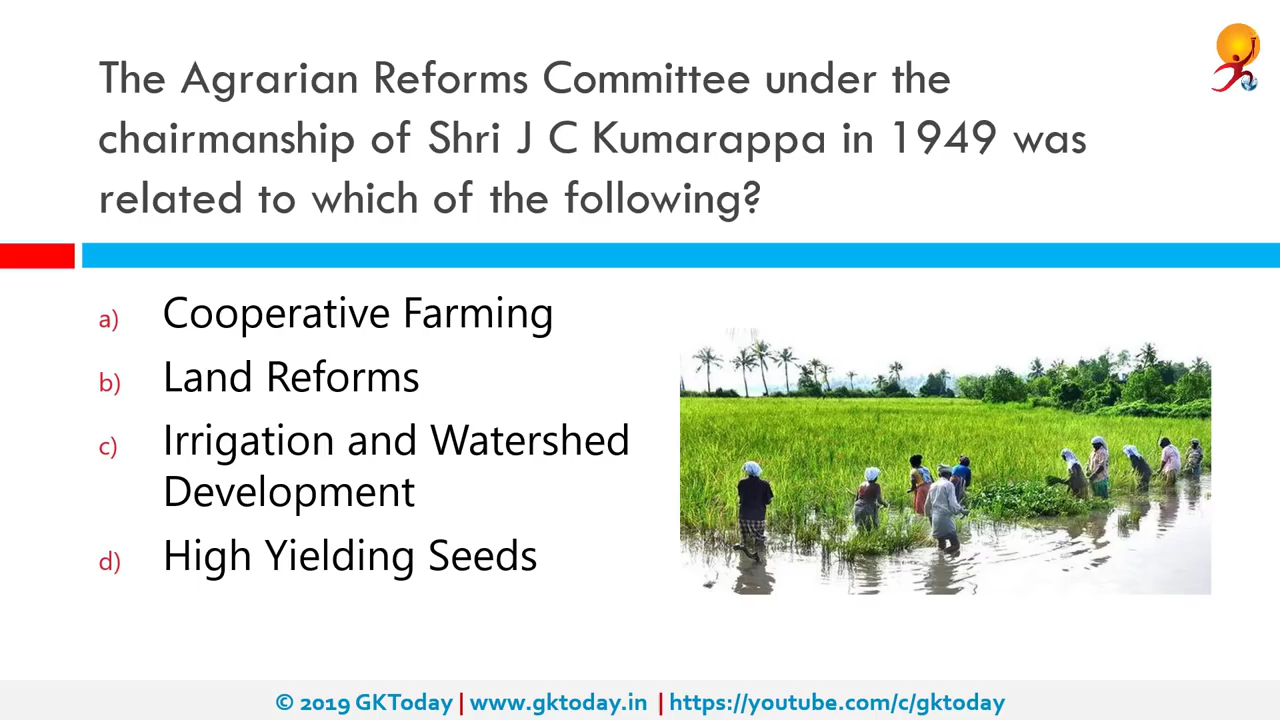 The Agrarian Reforms Committee under the
chairmanship of Shri J C Kumarappa in 1949 was
related to which of the following?
a) Cooperative Farming
b) Land Reforms
c) Irrigation and Watershed
Development
d) High Yielding Seeds
© 2019 GKToday | www.gktoday.in | https://youtube.com/c/gktoday